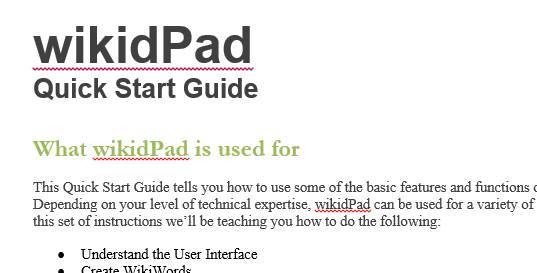 wikidPad
Quick Start Guide
What wikidPad is used for
This Quick Start Guide tells you how to use some of the basic features and functions
Depending on your level of technical expertise, wikidPad can be used for a variety of
this set of instructions we’ll be teaching you how to do the following:
• Understand the User Interface
• Create WikiWords